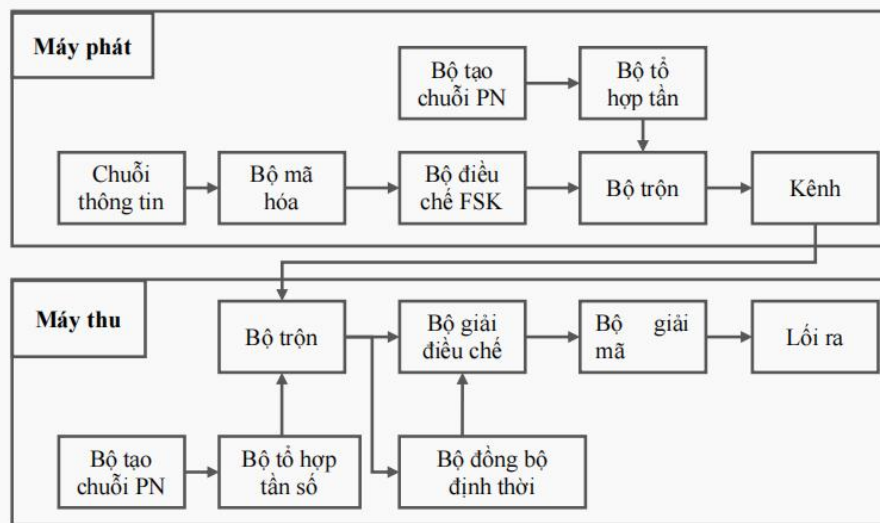 Máy phát
Bộ tạo
chuỗi PN
Bộ tổ
hợp tần
Chuỗi
thông tin
Bộ mã
hóa
Bộ điều
chế FSK
Bộ trộn
Kênh
Máy thu
Bộ trộn
Bộ giải
điều chế
Bộ giải
mã
Lối ra
Bộ tạo
chuỗi PN
Bộ tổ hợp
tần số
Bộ đồng bộ
định thời